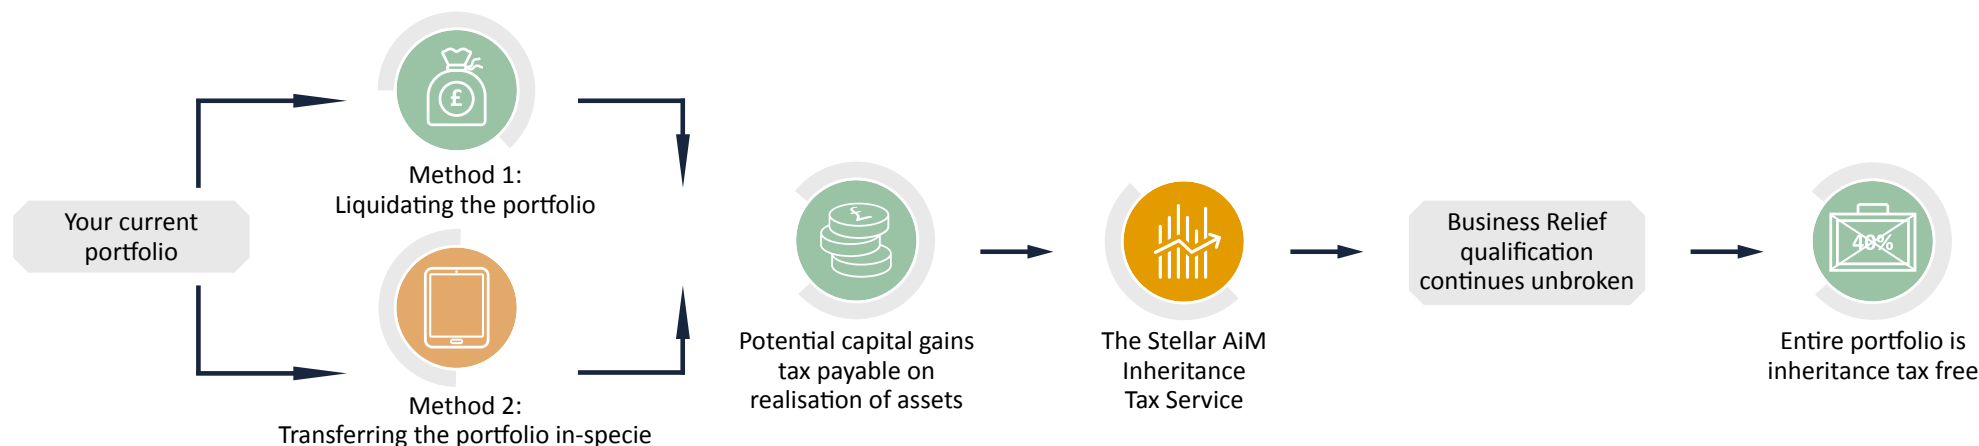 Your current
portfolio
£
Method 1:
Liquidating the portfolio
Method 2:
Transferring the portfolio in-specie
£
Potential capital gains
tax payable on
realisation of assets
The Stellar AiM
Inheritance
Tax Service
Business Relief
qualification
continues unbroken
40%
Entire portfolio is
inheritance tax free